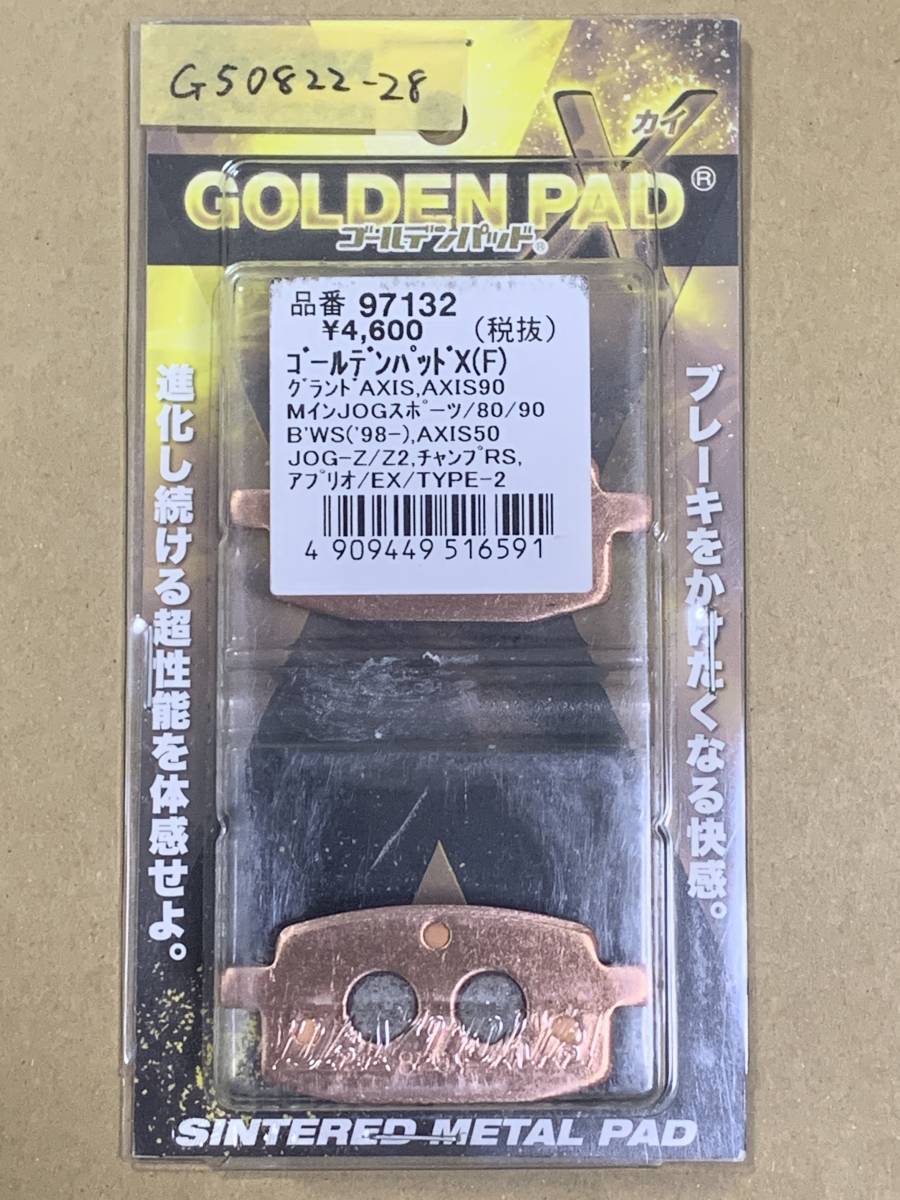 G50822-28
カイ
X
GOLDEN PAD®
ゴールデンパッド®
品番 97132
¥4,600 (税抜)
ｺﾞｰﾙﾃﾞﾝﾊﾟｯﾄﾞX(F)
ｸﾞﾗﾝﾄﾞAXIS,AXIS90
MｲﾝJOGｽﾎﾟｰﾂ/80/90
B'WS('98-),AXIS50
JOG-Z/Z2,ﾁｬﾝﾌﾟRS,
ｱﾌﾟﾘｵ/EX/TYPE-2
4 909449 516591
ブレーキをかけたくなる快感。
進化し続ける超性能を体感せよ。
SINTERED METAL PAD